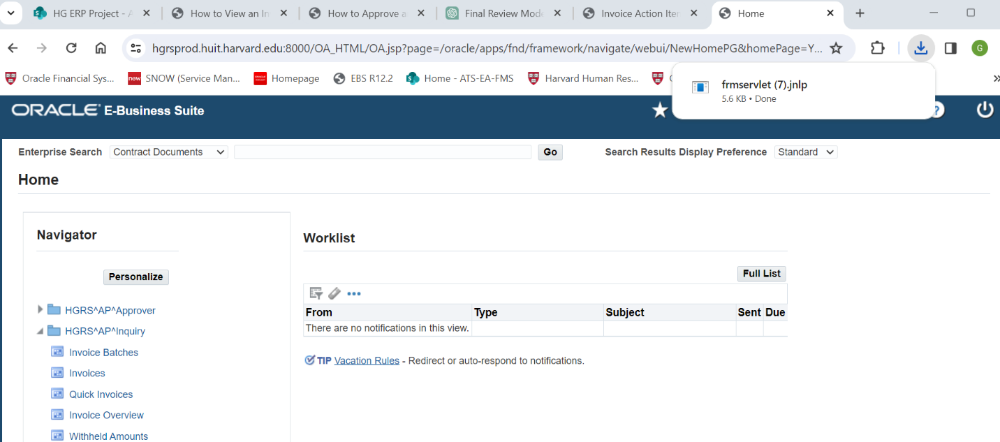 HG ERP Project - A
How to View an In
How to Approve a
Final Review Mode
Invoice Action Iter
Home
hgrsprod.huit.harvard.edu:8000/OA_HTML/OA.jsp?page=/oracle/apps/fnd/framework/navigate/webui/NewHomePG&homePage=Y...
G
Oracle Financial Sys...
now SNOW (Service Man...
Homepage
EBS R12.2
Home - ATS-EA-FMS
Harvard Human Res...
frmservlet (7).jnlp
5.6 KB • Done
ORACLE E-Business Suite
Enterprise Search Contract Documents Go Search Results Display Preference Standard
Home
Navigator
Personalize
HGRS^AP^Approver
HGRS^AP^Inquiry
Invoice Batches
Invoices
Quick Invoices
Invoice Overview
Withheld Amounts
Worklist
Full List
From Type Subject Sent Due
There are no notifications in this view.
TIP Vacation Rules - Redirect or auto-respond to notifications.